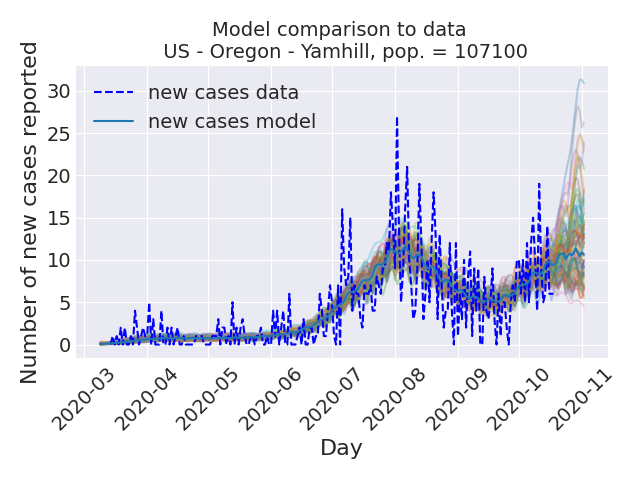 Model comparison to data
US - Oregon - Yamhill, pop. = 107100
Number of new cases reported
30
25
20
15
10
5
0
new cases data
new cases model
2020-03
2020-04
2020-05
2020-06
2020-07
2020-08
2020-09
2020-10
2020-11
Day